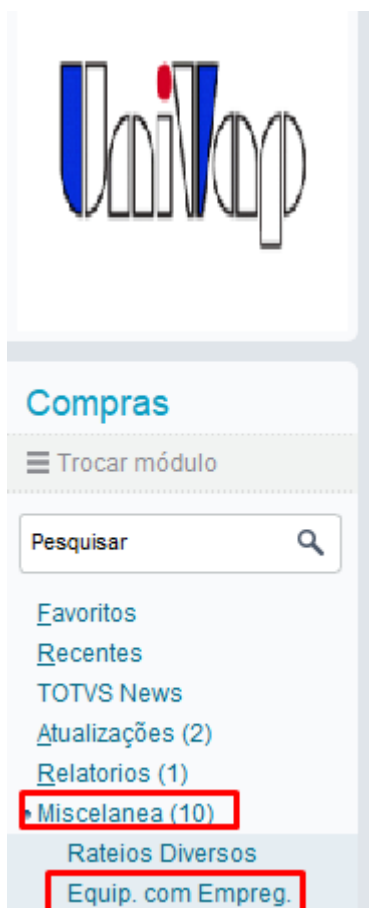 UniVap
Compras
Trocar módulo
Pesquisar
Favoritos
Recentes
TOTVS News
Atualizações (2)
Relatorios (1)
Miscelanea (10)
Rateios Diversos
Equip. com Empreg.